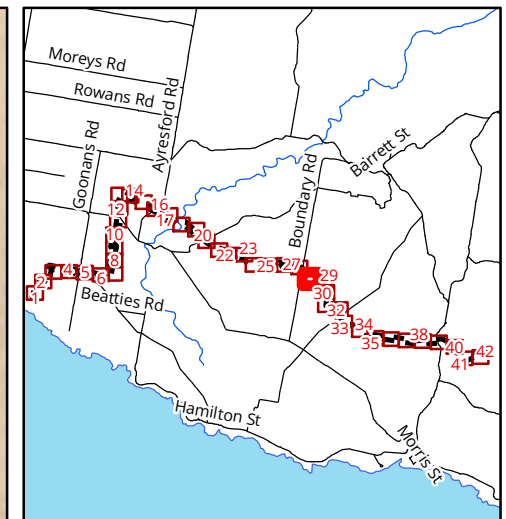 Moreys Rd
Rowans Rd
Ayresford Rd
Goonans Rd
Barrett St
Boundary Rd
14
16
12
17
10
20
8
22
23
25
27
29
4
5
6
2
1
30
32
33
34
35
38
40
41
42
Beatties Rd
Hamilton St
Morris St